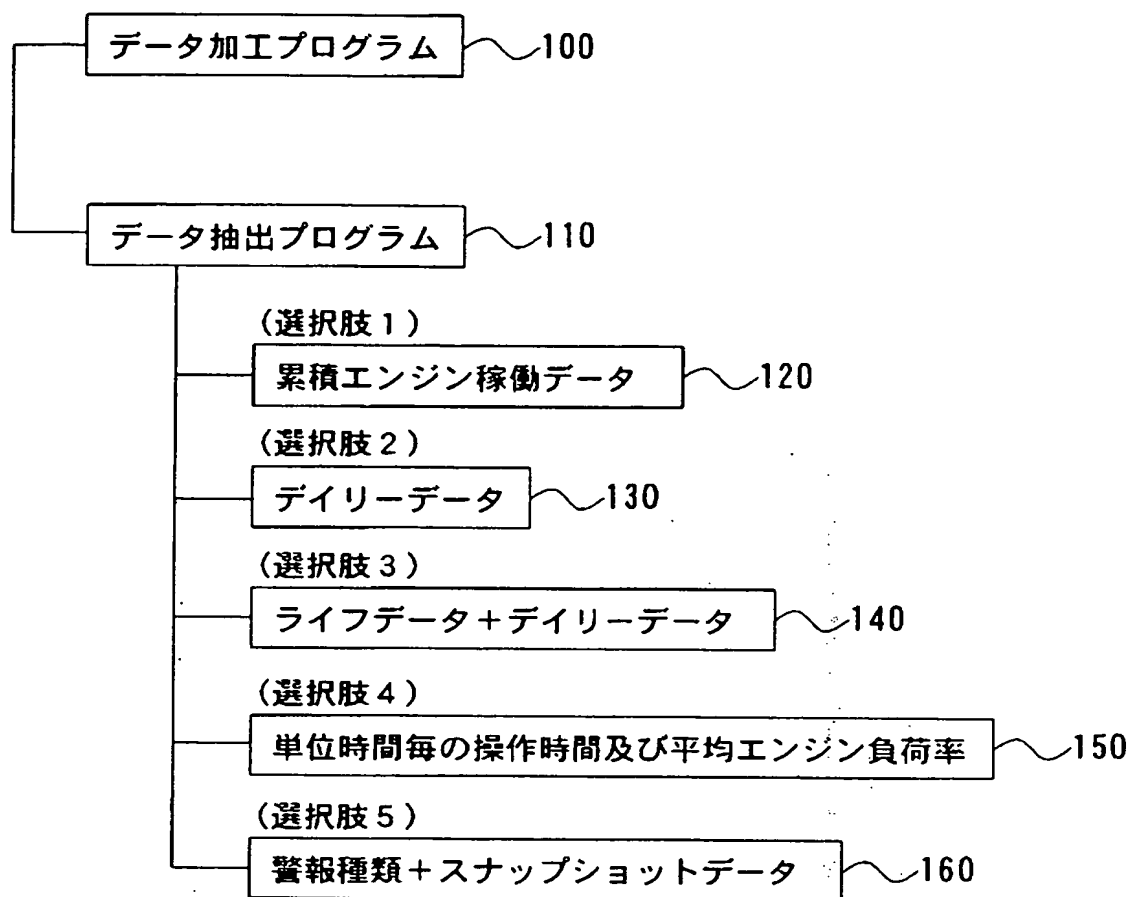 データ加工プログラム 100
データ抽出プログラム 110
(選択肢1)
累積エンジン稼働データ 120
(選択肢2)
デイリーデータ 130
(選択肢3)
ライフデータ+デイリーデータ 140
(選択肢4)
単位時間毎の操作時間及び平均エンジン負荷率 150
(選択肢5)
警報種類+スナップショットデータ 160